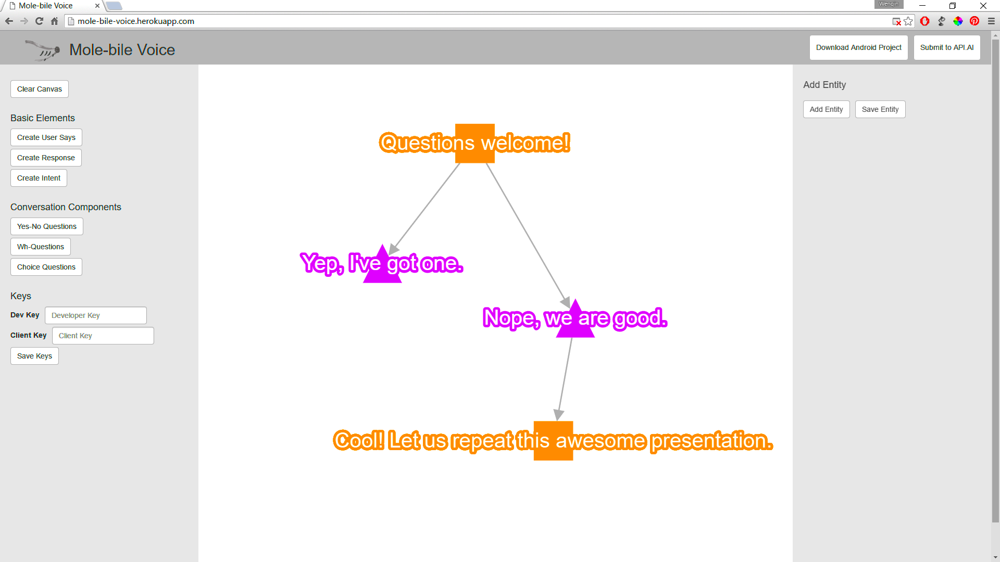 Mole-bile Voice
Wenqin
mole-bile-voice.herokuapp.com
Mole-bile Voice
Download Android Project
Submit to API.AI
Clear Canvas
Basic Elements
Create User Says
Create Response
Create Intent
Conversation Components
Yes-No Questions
Wh-Questions
Choice Questions
Keys
Dev Key Developer Key
Client Key Client Key
Save Keys
Questions welcome!
Yep, I've got one.
Nope, we are good.
Cool! Let us repeat this awesome presentation.
Add Entity
Add Entity Save Entity